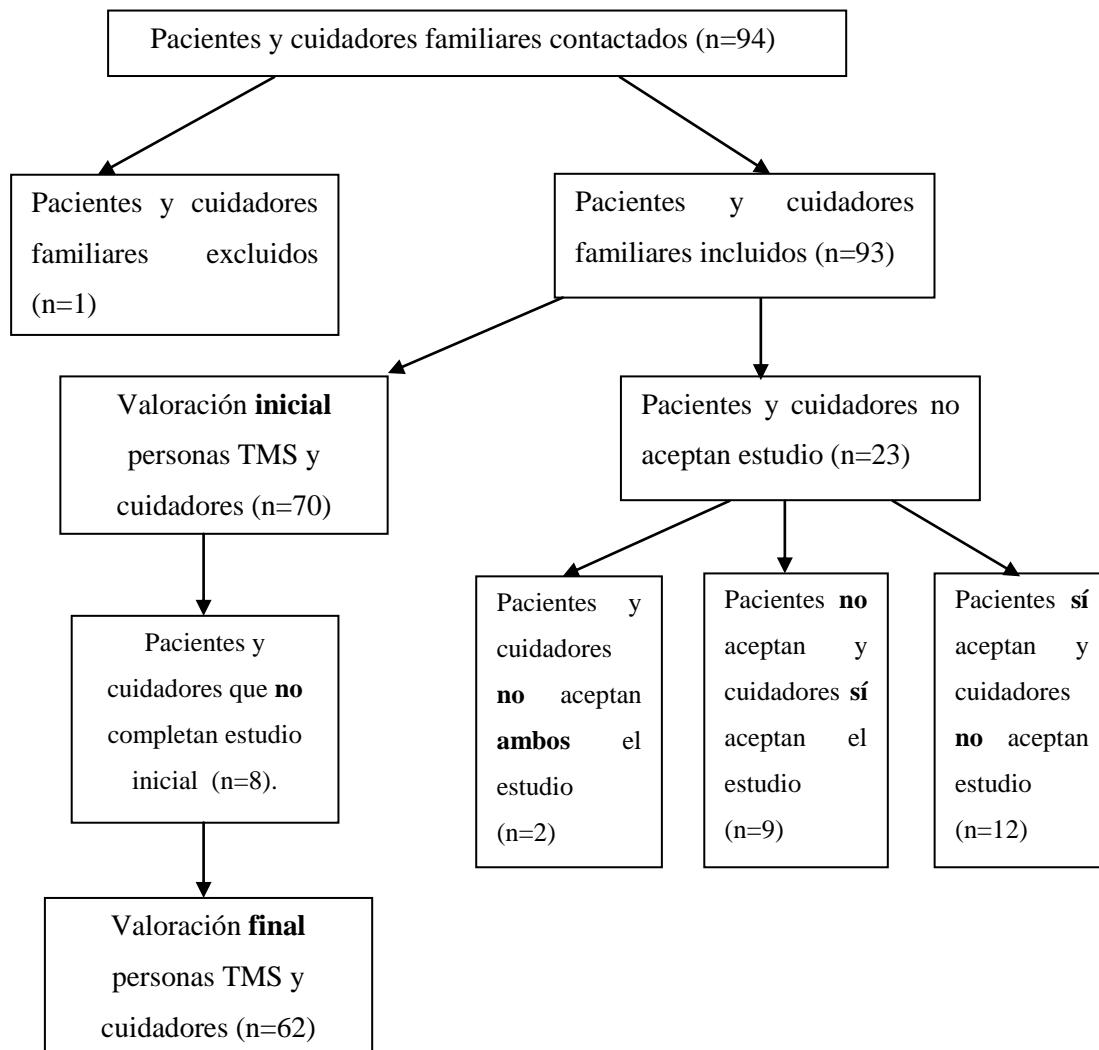 Pacientes y cuidadores familiares contactados (n=94)
Pacientes y cuidadores
familiares excluidos
(n=1)
Pacientes y cuidadores
familiares incluidos (n=93)
Valoración inicial
personas TMS y
cuidadores (n=70)
Pacientes y cuidadores no
aceptan estudio (n=23)
Pacientes y
cuidadores que no
completan estudio
inicial (n=8).
Pacientes y
cuidadores
no aceptan
ambos el
estudio
(n=2)
Pacientes no
aceptan y
cuidadores sí
aceptan el
estudio
(n=9)
Pacientes sí
aceptan y
cuidadores
no aceptan
estudio
(n=12)
Valoración final
personas TMS y
cuidadores (n=62)